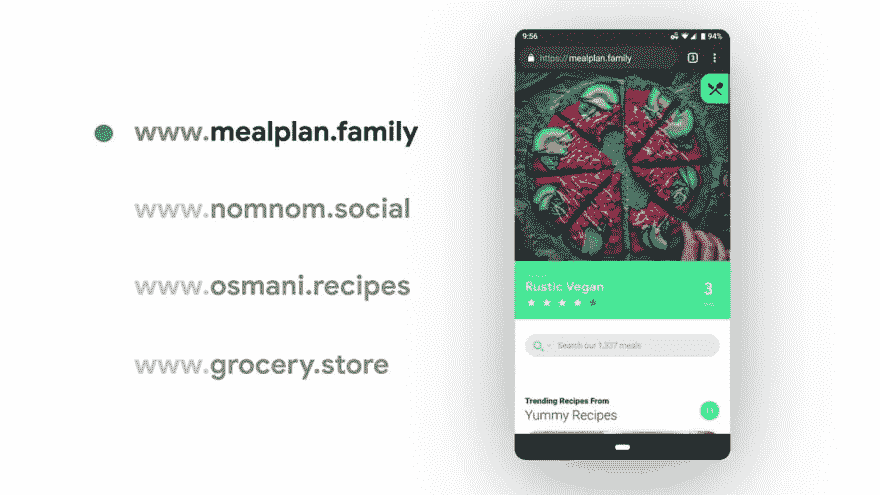 www.mealplan.family
www.nomnom.social
www.osmani.recipes
www.grocery.store
9:56
94%
https://mealplan.family
3
Rustic Vegan
3
Search our 1,337 meals
Trending Recipes From
Yummy Recipes